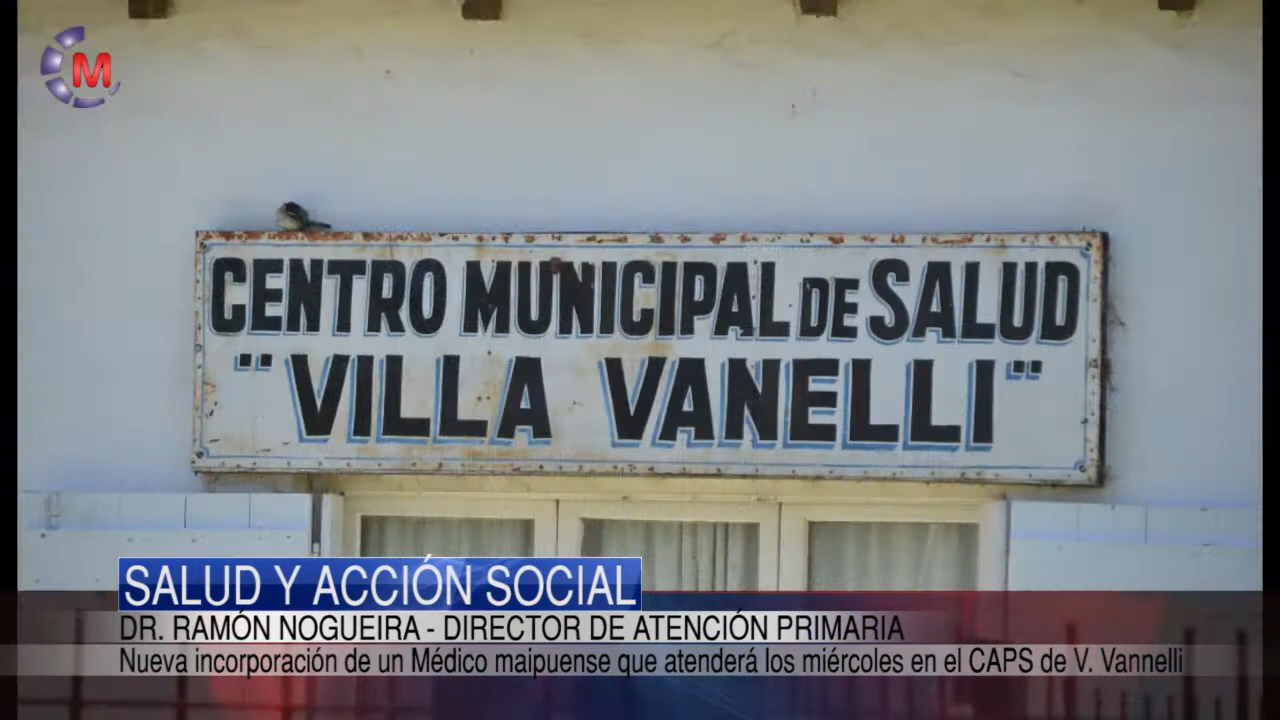 M
CENTRO MUNICIPAL DE SALUD
"VILLA VANELLI"
SALUD Y ACCIÓN SOCIAL
DR. RAMÓN NOGUEIRA - DIRECTOR DE ATENCIÓN PRIMARIA
Nueva incorporación de un Médico maipuense que atenderá los miércoles en el CAPS de V. Vannelli